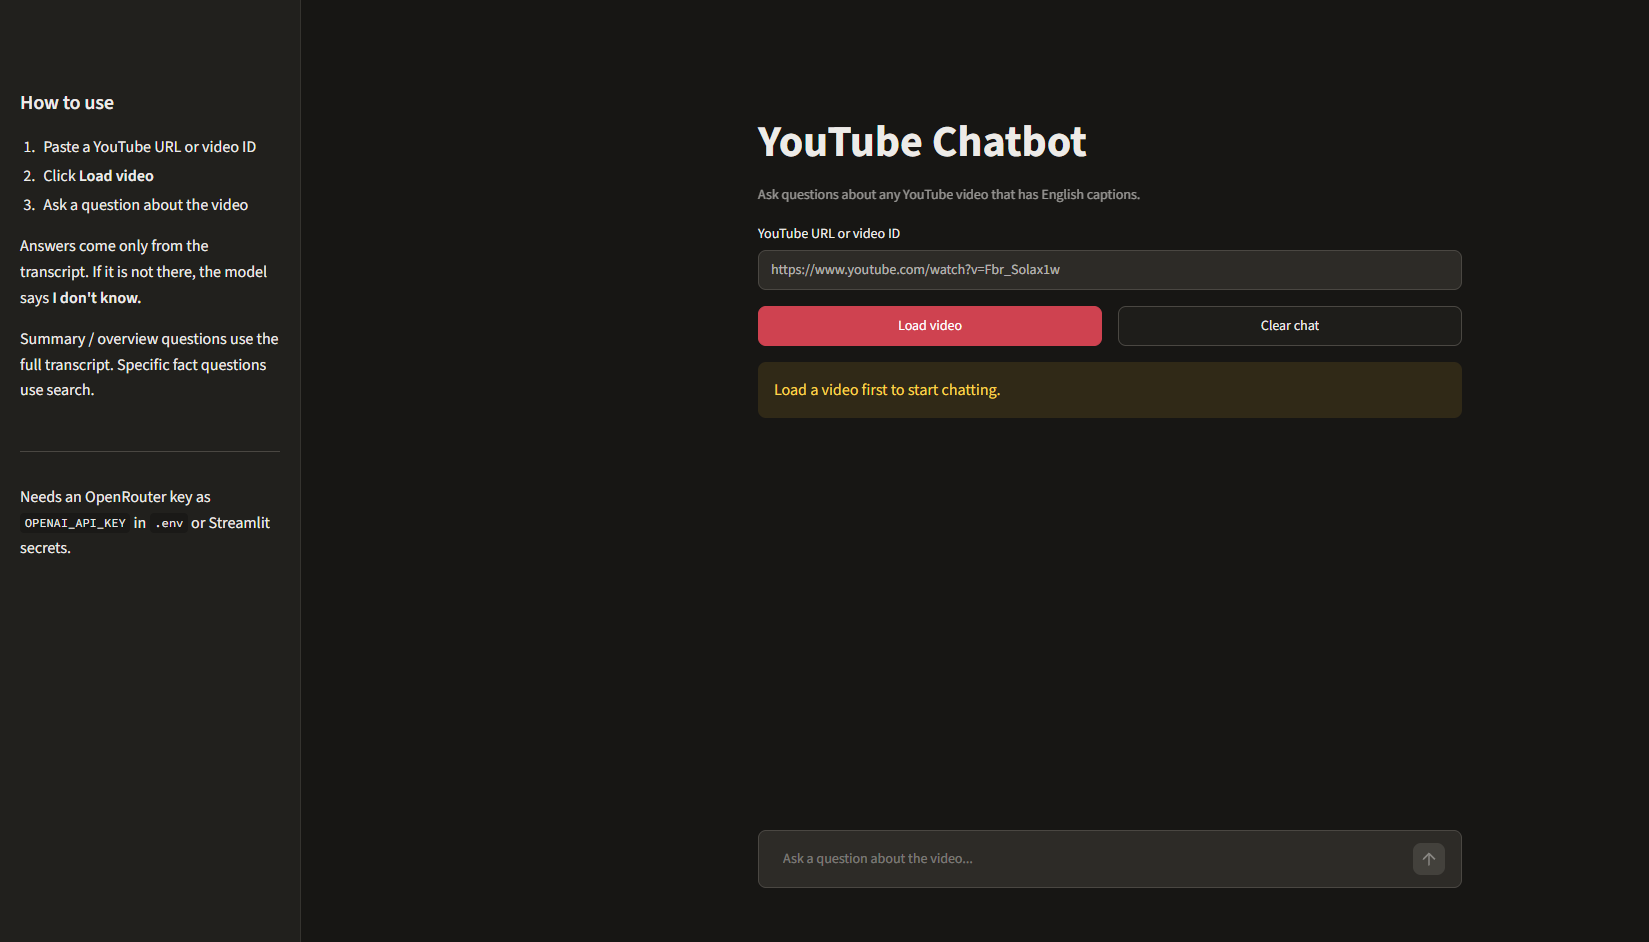 How to use
1. Paste a YouTube URL or video ID
2. Click Load video
3. Ask a question about the video
Answers come only from the
transcript. If it is not there, the model
says I don't know.
Summary / overview questions use the
full transcript. Specific fact questions
use search.
Needs an OpenRouter key as
OPENAI_API_KEY in .env or Streamlit
secrets.
YouTube Chatbot
Ask questions about any YouTube video that has English captions.
YouTube URL or video ID
https://www.youtube.com/watch?v=Fbr_Solax1w
Load video
Clear chat
Load a video first to start chatting.
Ask a question about the video...